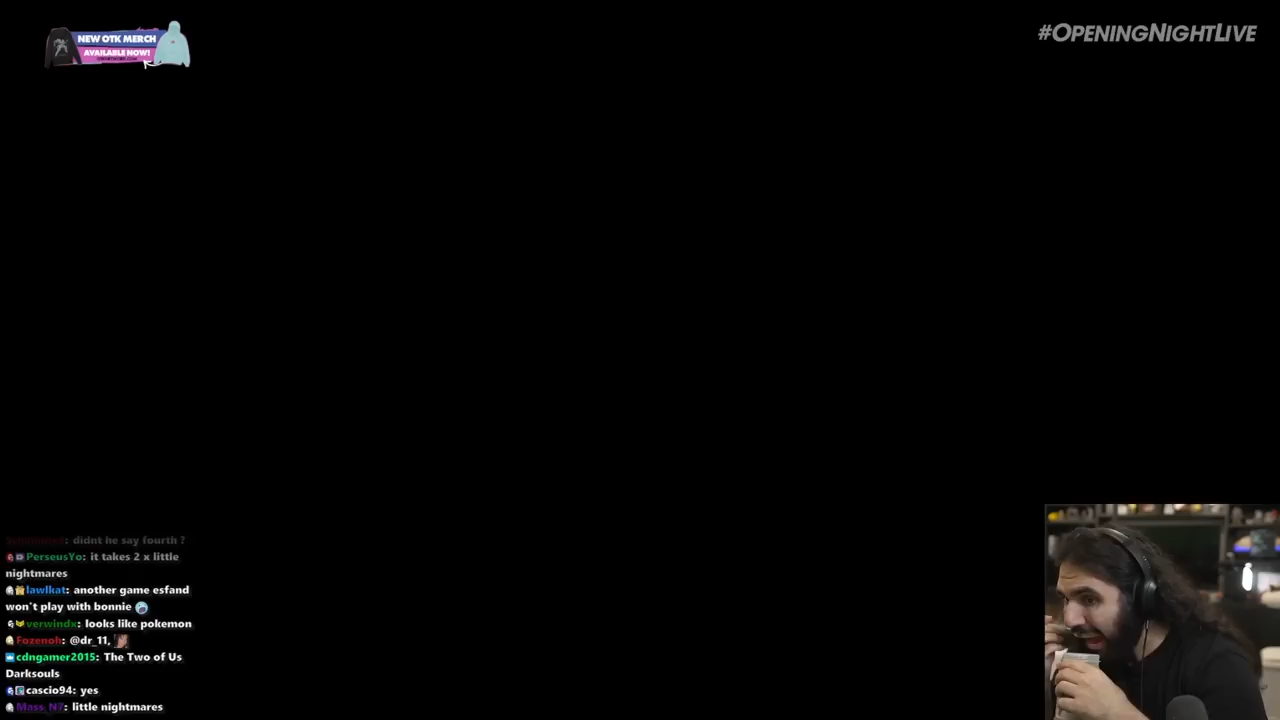 NEW OTK MERCH
AVAILABLE NOW!
#OPENINGNIGHTLIVE
: didnt he say fourth ?
PerseusYo: it takes 2 x little
nightmares
lawlkat: another game esfand
won't play with bonnie
verwindx: looks like pokemon
Fozenoh: @dr_11,
cdngamer2015: The Two of Us
Darksouls
cascio94: yes
Mass_N7: little nightmares